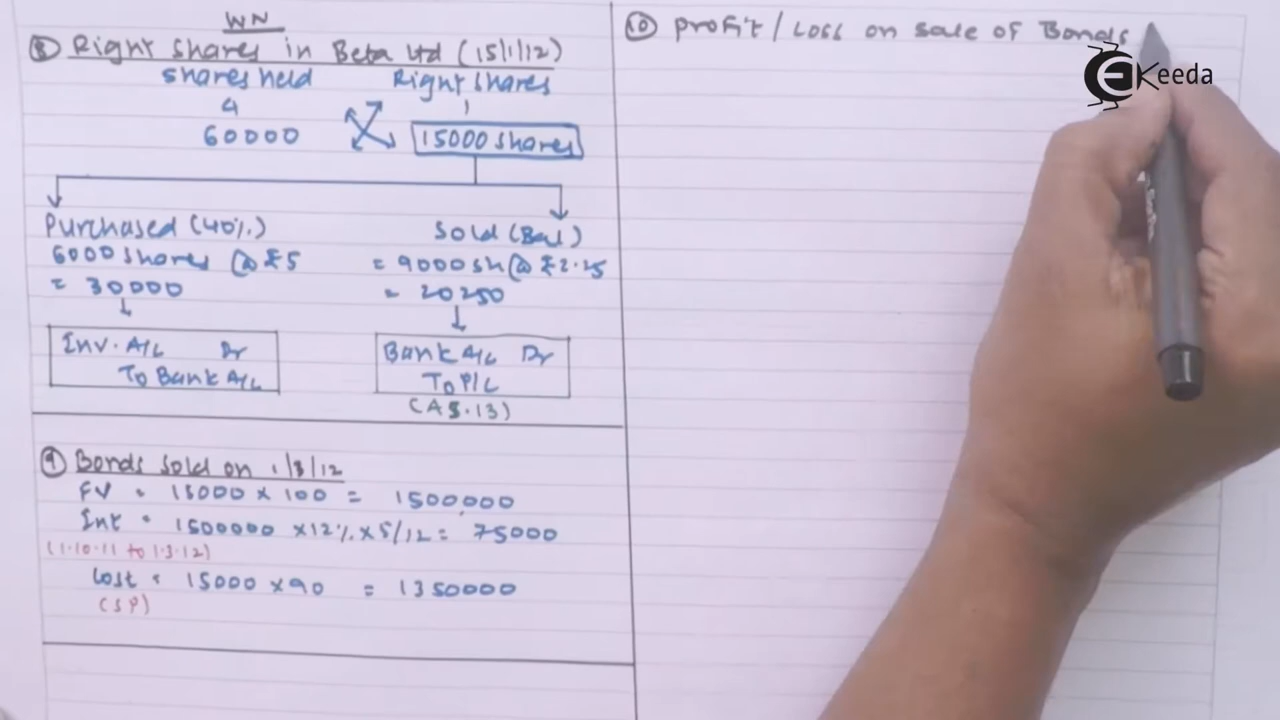 WN
⑧ Right shares in Beta Ltd (15/1/12)
shares held Right shares
4 1
60000 15000 shares
Purchased (40%) Sold (Bal)
6000 shares @ ₹5 = 9000 sh @ ₹2.25
= 30000 = 20250
Inv. A/c Dr Bank A/c Dr
To Bank A/c To P/L
(AS.13)
⑨ Bonds sold on 1/3/12
FV = 15000 × 100 = 1500000
Int = 1500000 × 12% × 5/12 = 75000
(1.10.11 to 1.3.12)
Cost = 15000 × 90 = 1350000
(SP)
⑩ Profit / Loss on sale of Bonds
Keeda